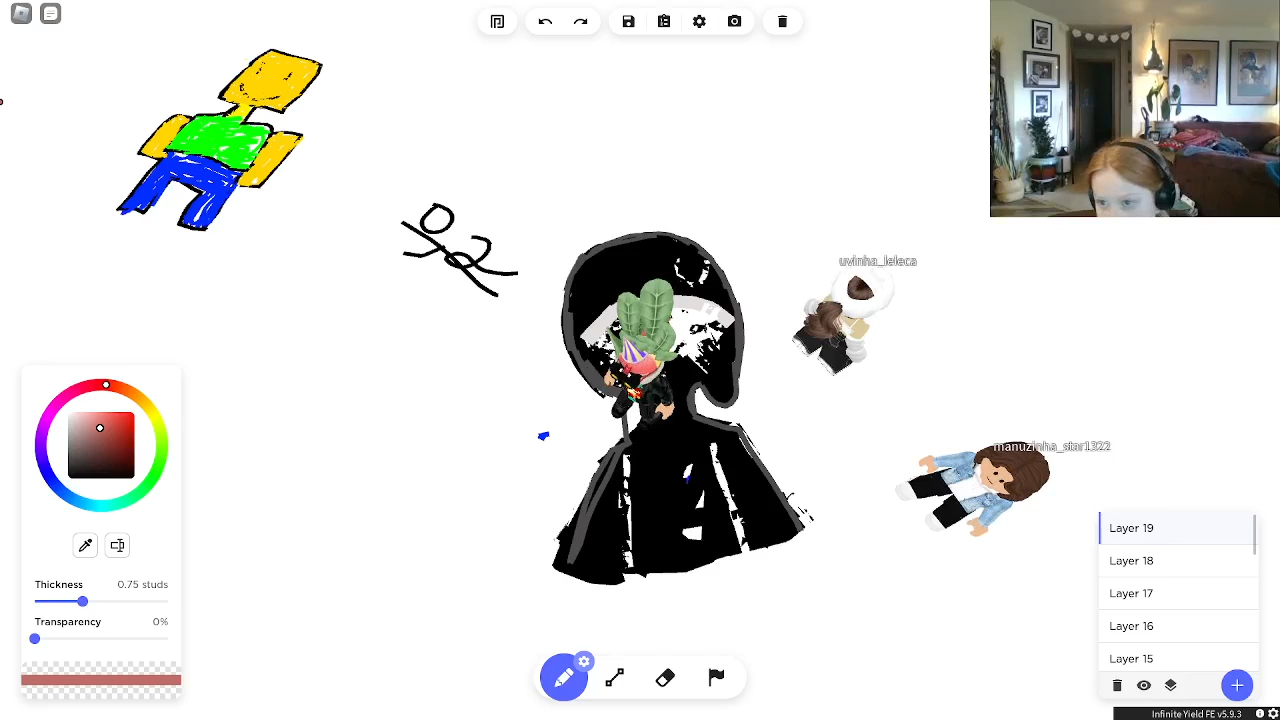 uvinha_leleca
manuzinha_star1322
Layer 19
Layer 18
Layer 17
Layer 16
Layer 15
Thickness 0.75 studs
Transparency 0%
Infinite Yield FE v5.9.3